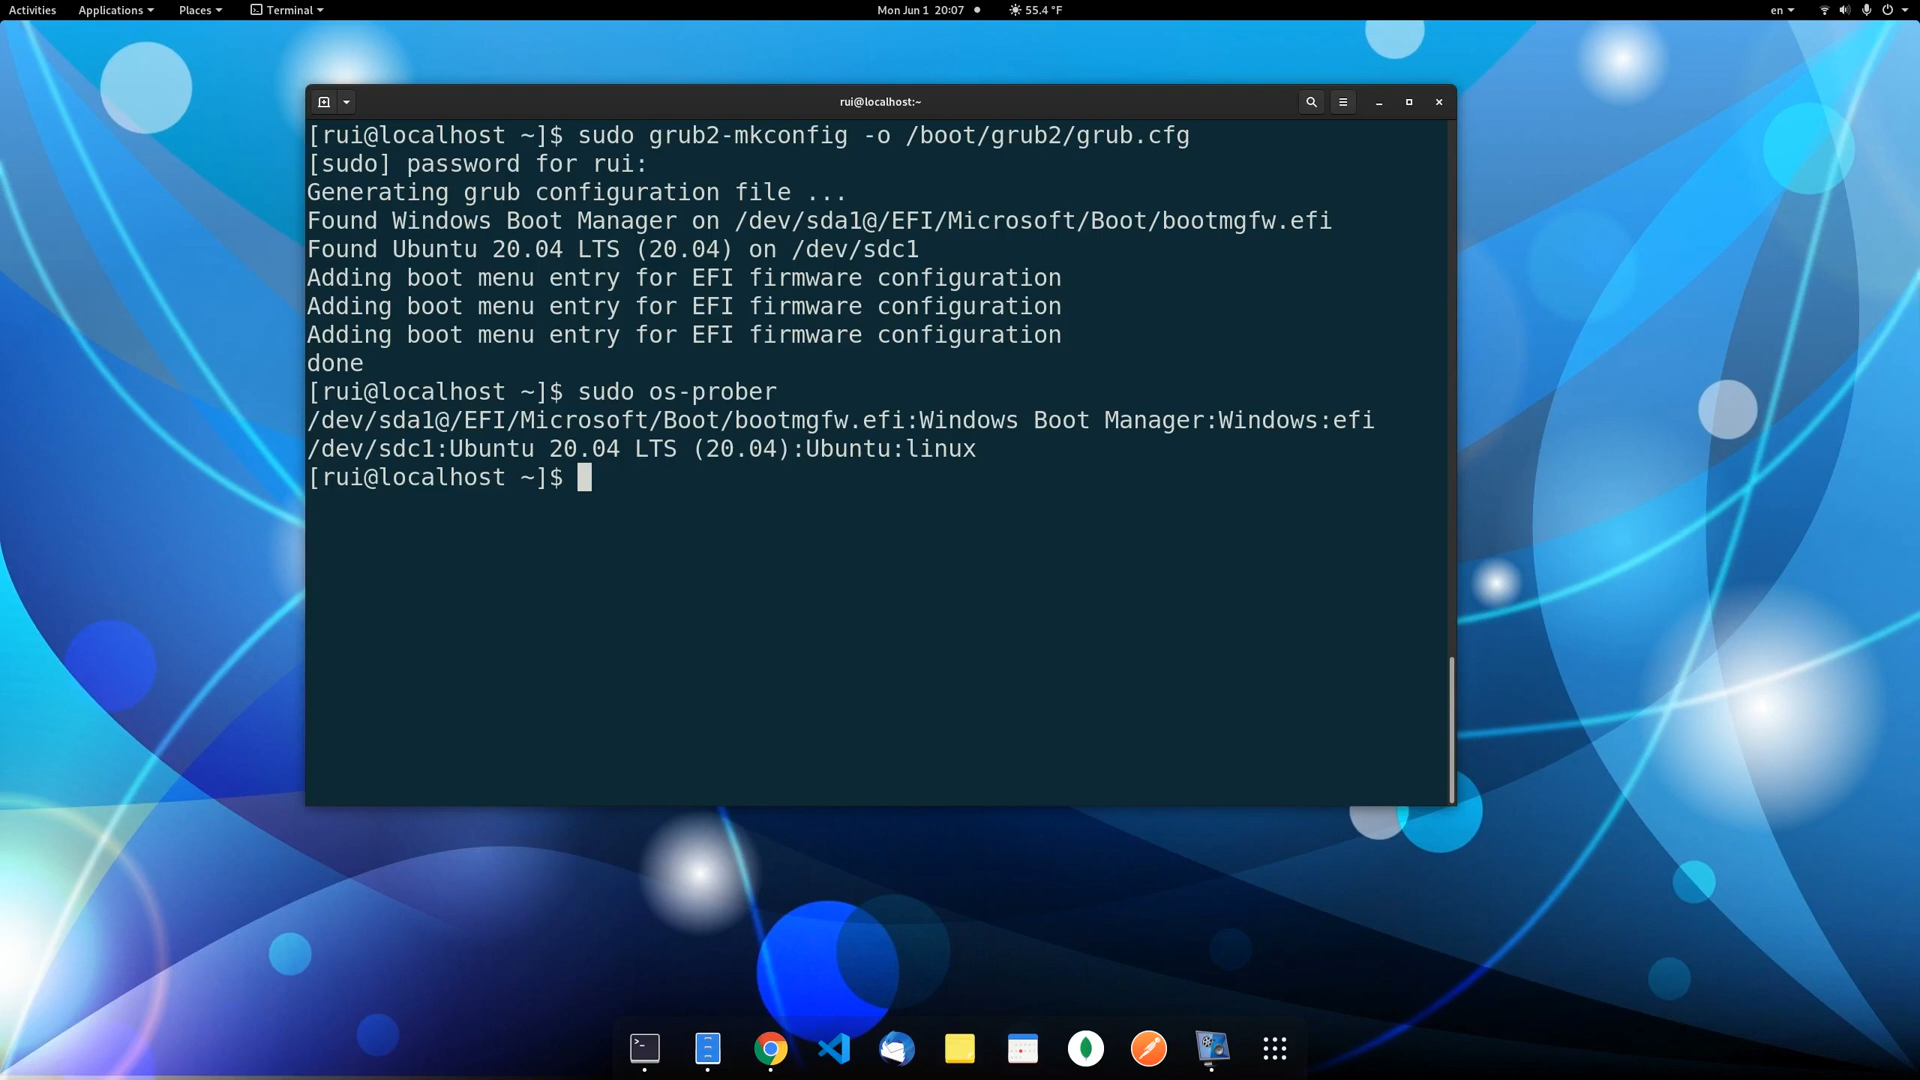 Activities Applications Places Terminal Mon Jun 1 20:07 55.4 °F en
rui@localhost:~
[rui@localhost ~]$ sudo grub2-mkconfig -o /boot/grub2/grub.cfg
[sudo] password for rui:
Generating grub configuration file ...
Found Windows Boot Manager on /dev/sda1@/EFI/Microsoft/Boot/bootmgfw.efi
Found Ubuntu 20.04 LTS (20.04) on /dev/sdc1
Adding boot menu entry for EFI firmware configuration
Adding boot menu entry for EFI firmware configuration
Adding boot menu entry for EFI firmware configuration
done
[rui@localhost ~]$ sudo os-prober
/dev/sda1@/EFI/Microsoft/Boot/bootmgfw.efi:Windows Boot Manager:Windows:efi
/dev/sdc1:Ubuntu 20.04 LTS (20.04):Ubuntu:linux
[rui@localhost ~]$